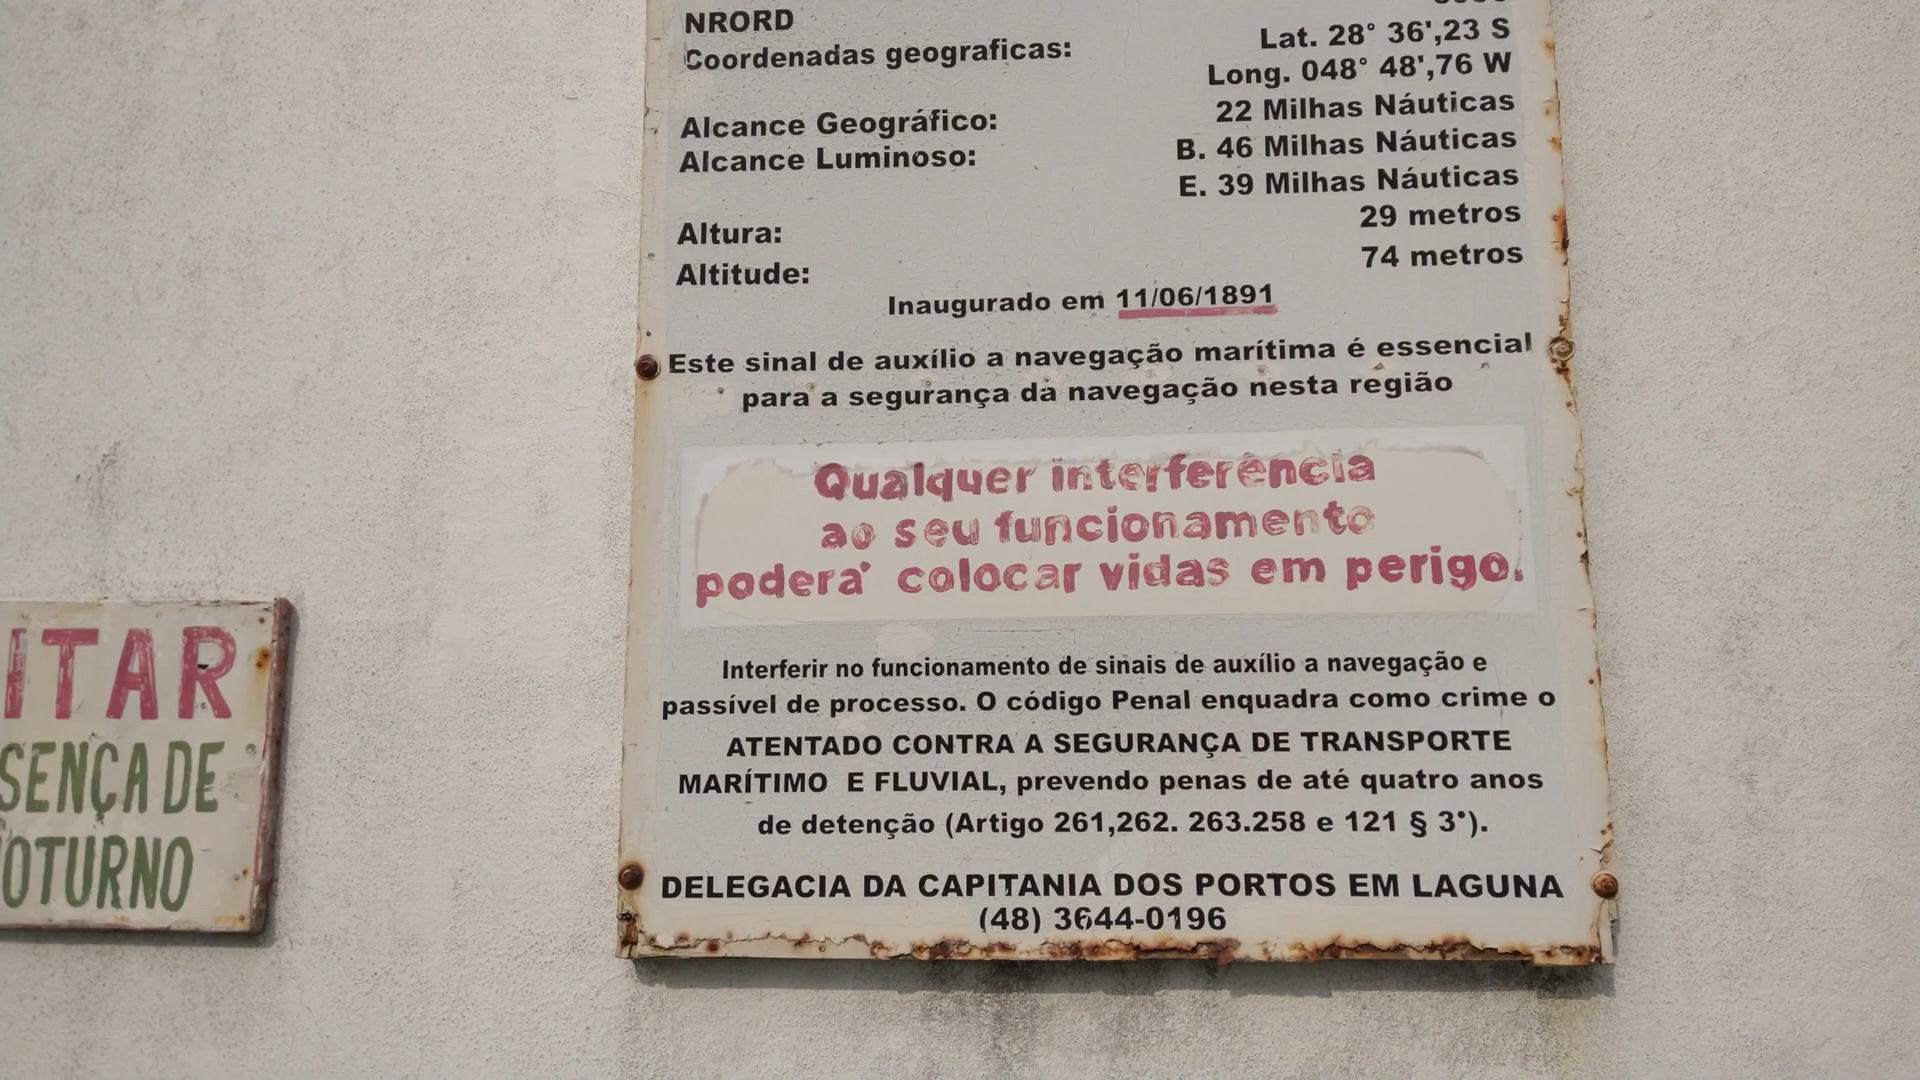 NRORD
Coordenadas geograficas: Lat. 28° 36',23 S
Long. 048° 48',76 W
Alcance Geográfico: 22 Milhas Náuticas
Alcance Luminoso: B. 46 Milhas Náuticas
E. 39 Milhas Náuticas
Altura: 29 metros
Altitude: 74 metros
Inaugurado em 11/06/1891
Este sinal de auxílio a navegação marítima é essencial
para a segurança da navegação nesta região
Qualquer interferência
ao seu funcionamento
poderá colocar vidas em perigo.
Interferir no funcionamento de sinais de auxílio a navegação e
passível de processo. O código Penal enquadra como crime o
ATENTADO CONTRA A SEGURANÇA DE TRANSPORTE
MARÍTIMO E FLUVIAL, prevendo penas de até quatro anos
de detenção (Artigo 261,262. 263.258 e 121 § 3°).
DELEGACIA DA CAPITANIA DOS PORTOS EM LAGUNA
(48) 3644-0196
ITAR
SENÇA DE
OTURNO